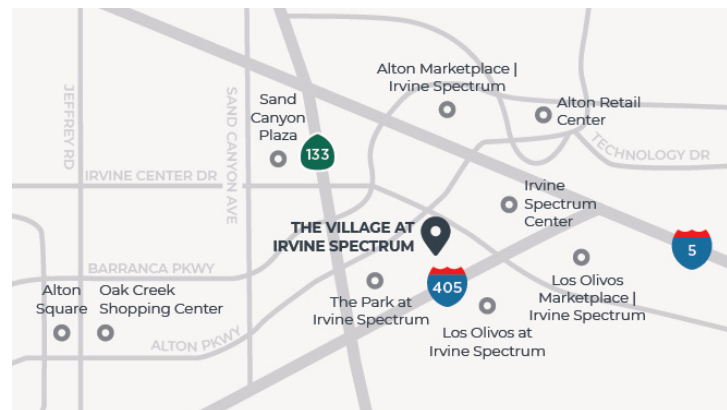 Alton Marketplace |
Irvine Spectrum
Sand
Canyon
Plaza
Alton Retail
Center
133
TECHNOLOGY DR
JEFFREY RD
SAND CANYON AVE
IRVINE CENTER DR
Irvine
Spectrum
Center
THE VILLAGE AT
IRVINE SPECTRUM
5
BARRANCA PKWY
405
Alton
Square
Oak Creek
Shopping Center
The Park at
Irvine Spectrum
Los Olivos
Marketplace |
Irvine Spectrum
Los Olivos at
Irvine Spectrum
ALTON PKWY